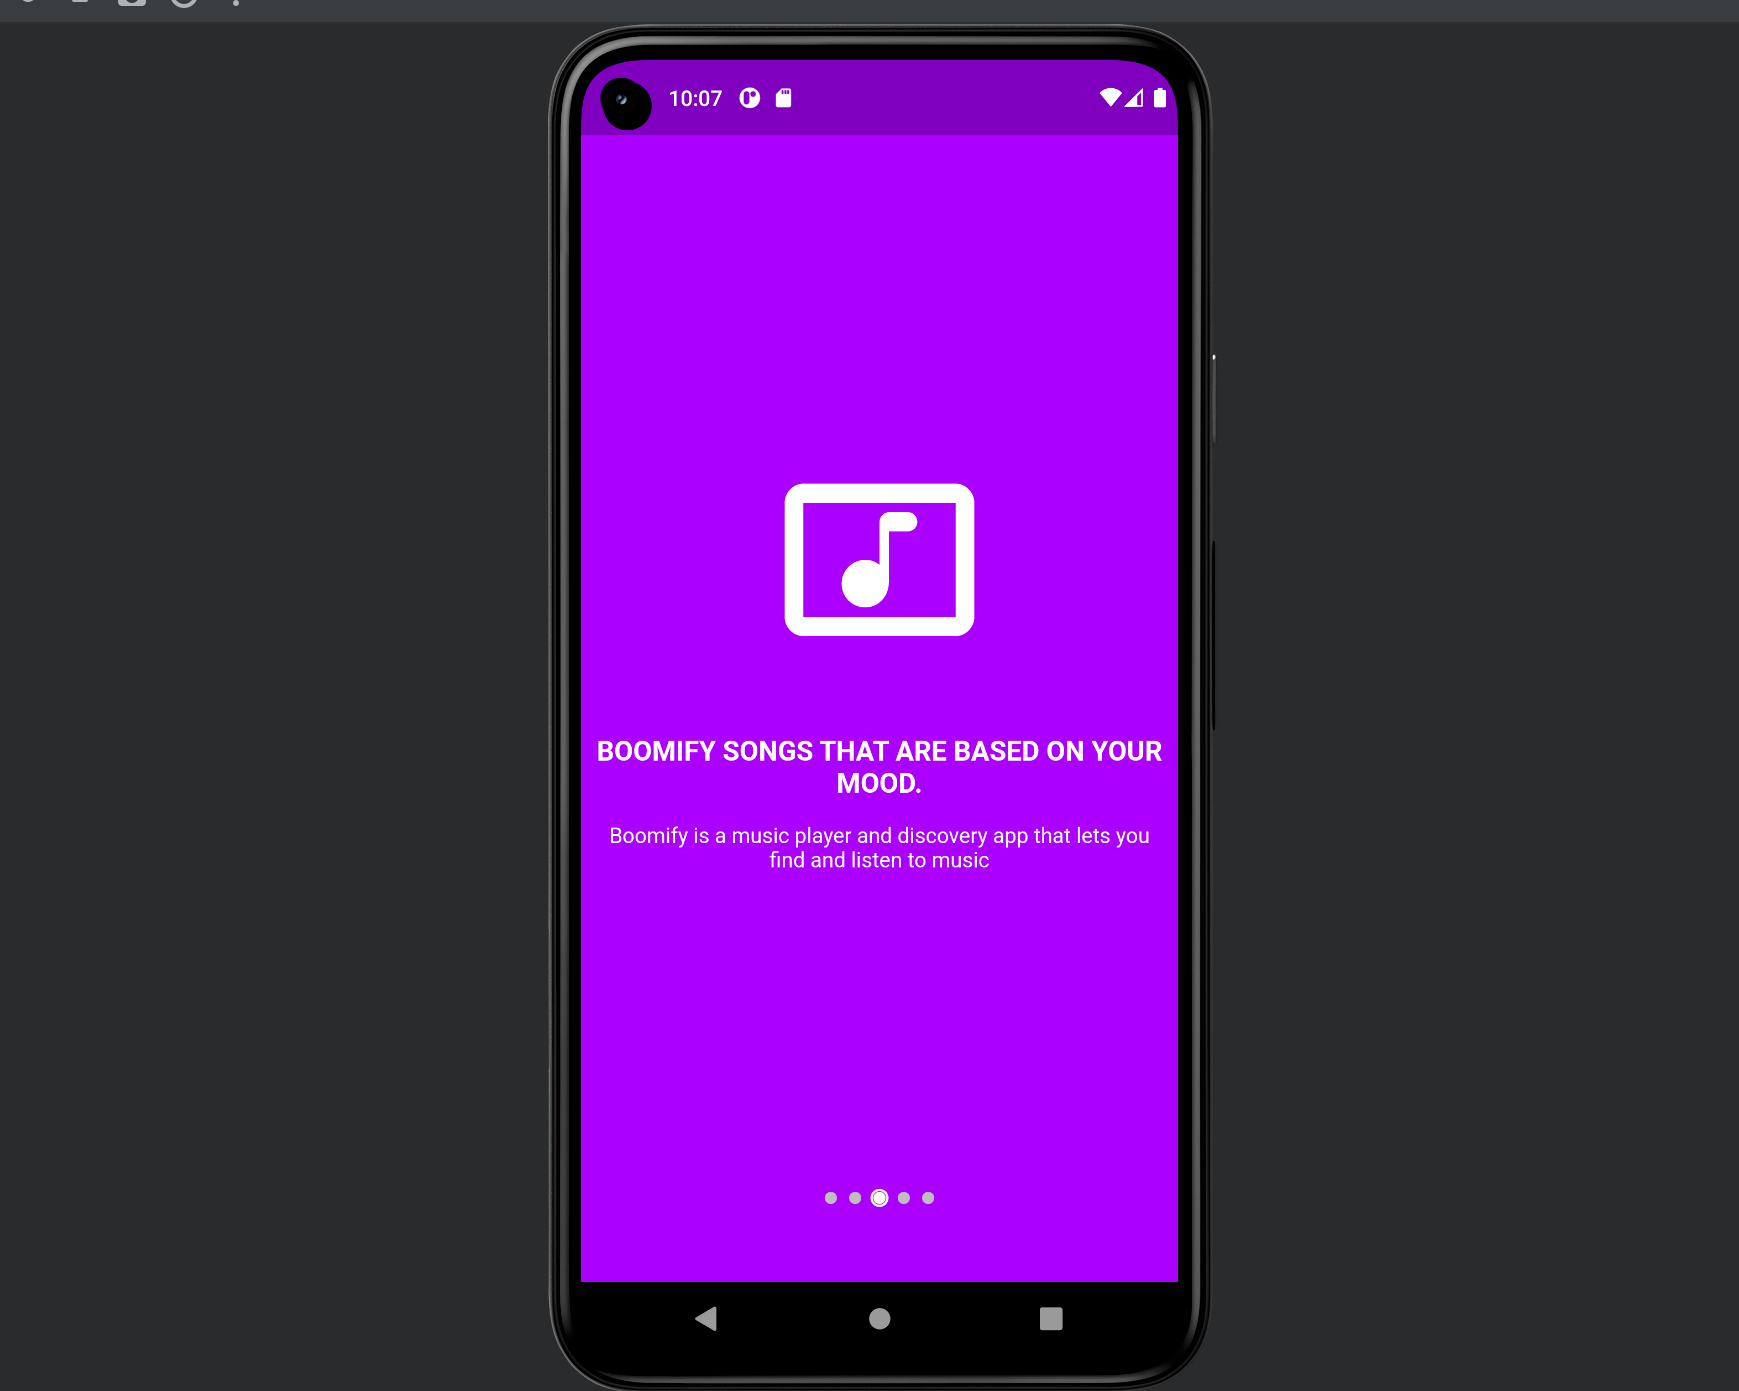 10:07
BOOMIFY SONGS THAT ARE BASED ON YOUR
MOOD.
Boomify is a music player and discovery app that lets you
find and listen to music